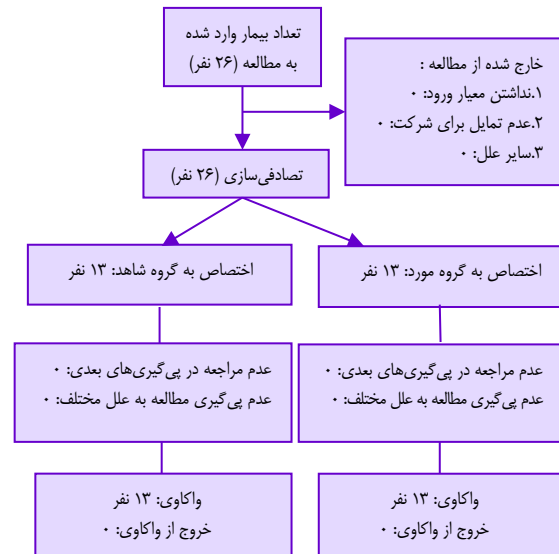 تعداد بیمار وارد شده
به مطالعه (۲۶ نفر)
خارج شده از مطالعه :
۱.نداشتن معیار ورود: ۰
۲.عدم تمایل برای شرکت: ۰
۳.سایر علل: ۰
تصادفی‌سازی (۲۶ نفر)
اختصاص به گروه مورد: ۱۳ نفر
اختصاص به گروه شاهد: ۱۳ نفر
عدم مراجعه در پی‌گیری‌های بعدی: ۰
عدم پی‌گیری مطالعه به علل مختلف: ۰
عدم مراجعه در پی‌گیری‌های بعدی: ۰
عدم پی‌گیری مطالعه به علل مختلف: ۰
واکاوی: ۱۳ نفر
خروج از واکاوی: ۰
واکاوی: ۱۳ نفر
خروج از واکاوی: ۰